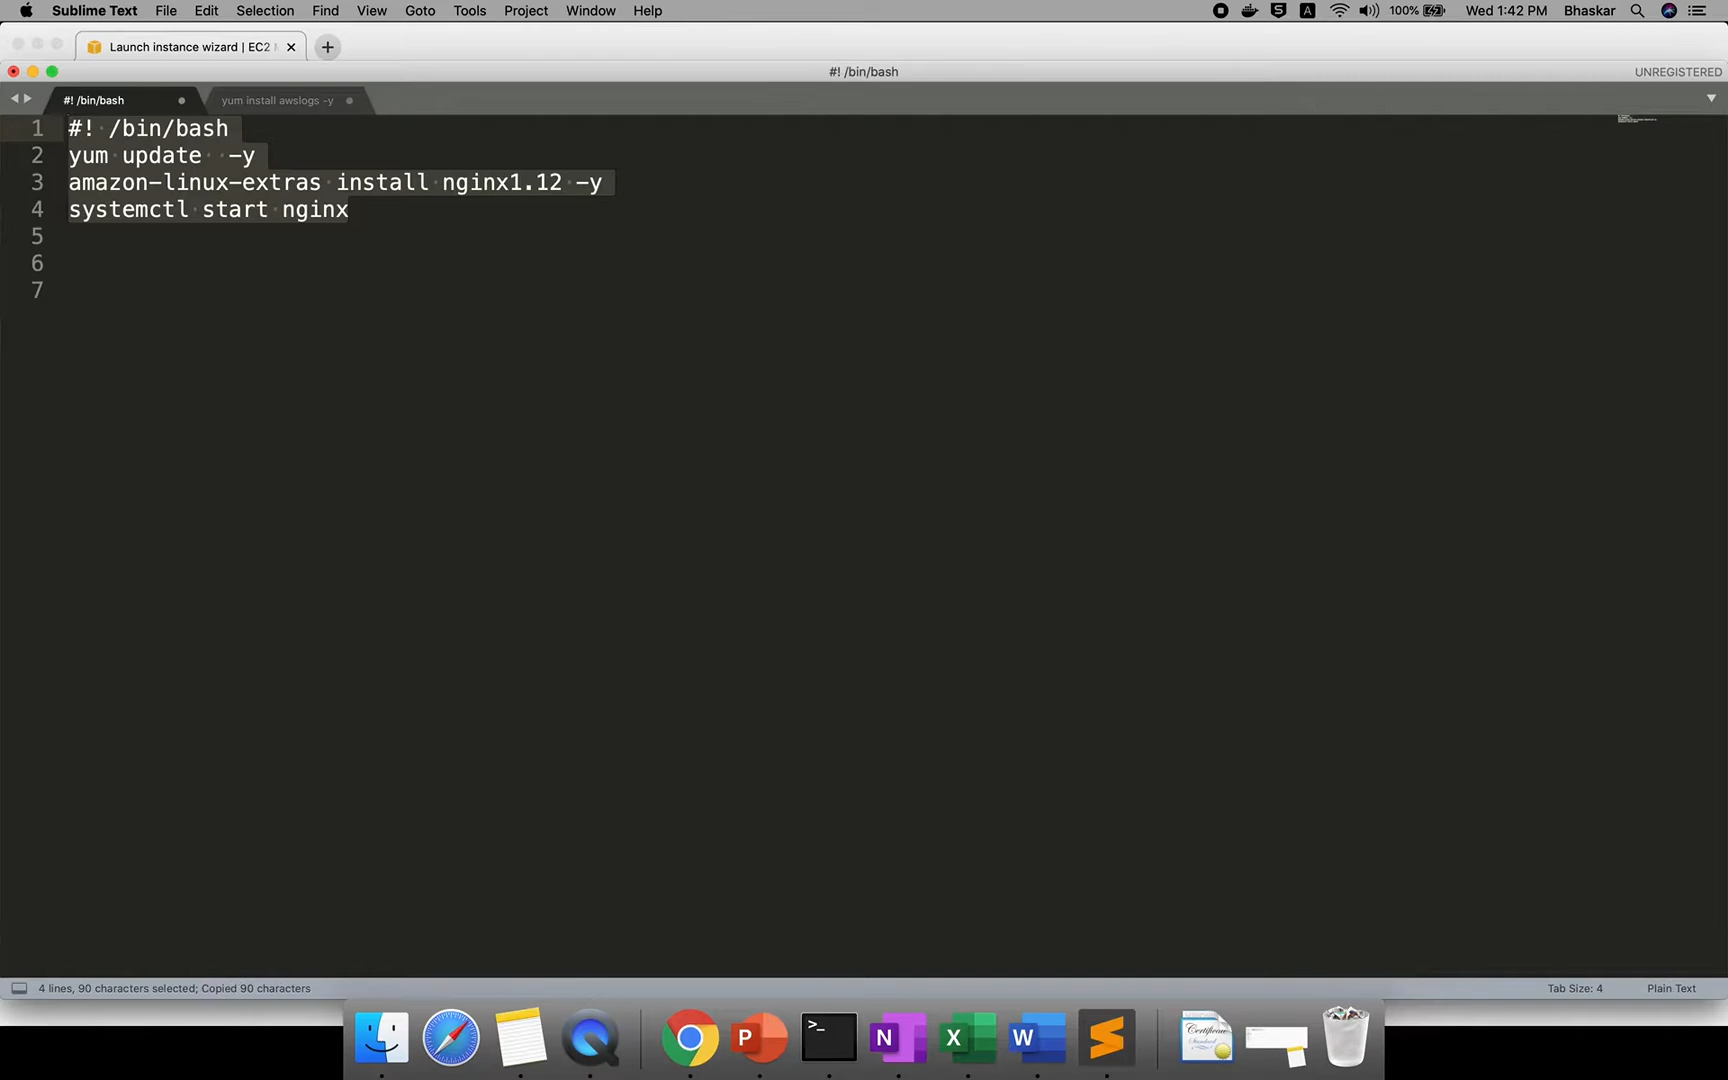 Sublime Text File Edit Selection Find View Goto Tools Project Window Help 100% Wed 1:42 PM Bhaskar
Launch instance wizard | EC2
#! /bin/bash UNREGISTERED
#! /bin/bash yum install awslogs -y
1 #! /bin/bash
2 yum update  -y
3 amazon-linux-extras install nginx1.12 -y
4 systemctl start nginx
5
6
7
4 lines, 90 characters selected; Copied 90 characters Tab Size: 4 Plain Text